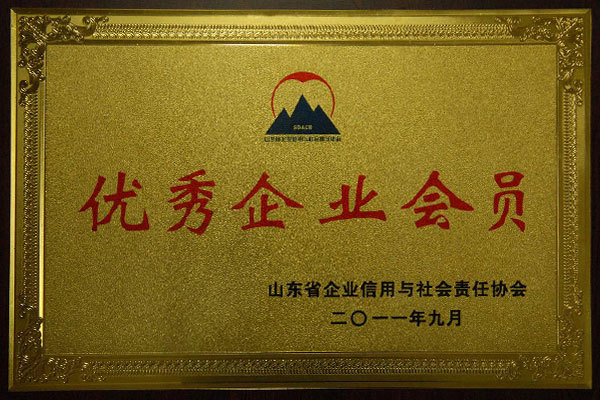 优秀企业会员
山东省企业信用与社会责任协会
二〇一一年九月